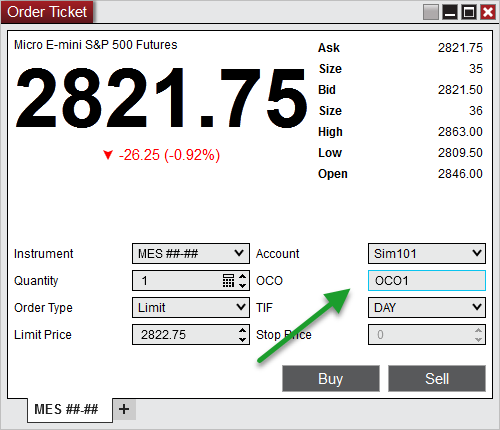 Order Ticket
Micro E-mini S&P 500 Futures
2821.75
-26.25 (-0.92%)
Ask 2821.75
Size 35
Bid 2821.50
Size 36
High 2863.00
Low 2809.50
Open 2846.00
Instrument MES ##-## Account Sim101
Quantity 1 OCO OCO1
Order Type Limit TIF DAY
Limit Price 2822.75 Stop Price 0
Buy Sell
MES ##-## +